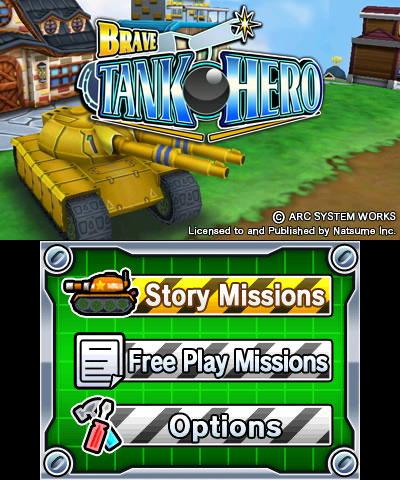 BRAVE
TANK HERO
© ARC SYSTEM WORKS
Licensed to and Published by Natsume Inc.
Story Missions
Free Play Missions
Options